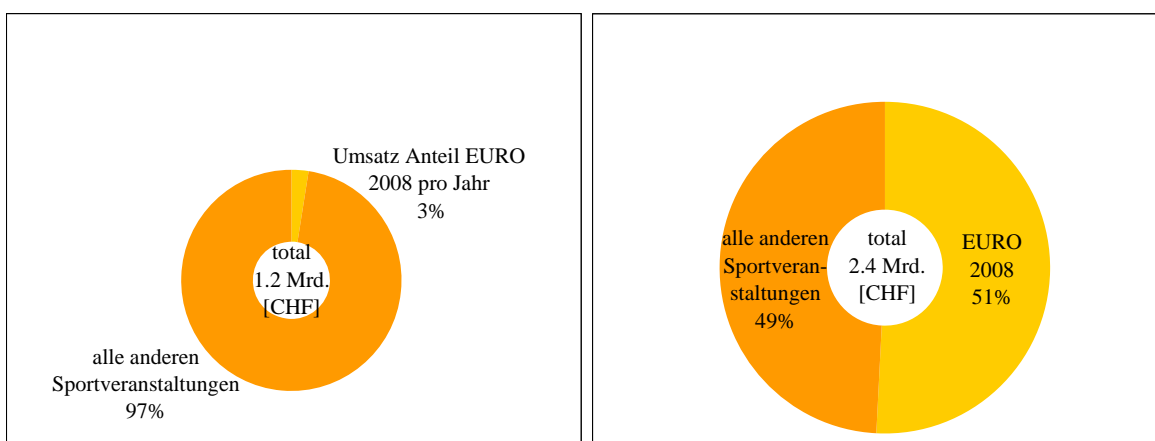 Umsatz Anteil EURO
2008 pro Jahr
3%
total
1.2 Mrd.
[CHF]
alle anderen
Sportveranstaltungen
97%
alle anderen
Sportveran-
staltungen
49%
total
2.4 Mrd.
[CHF]
EURO
2008
51%